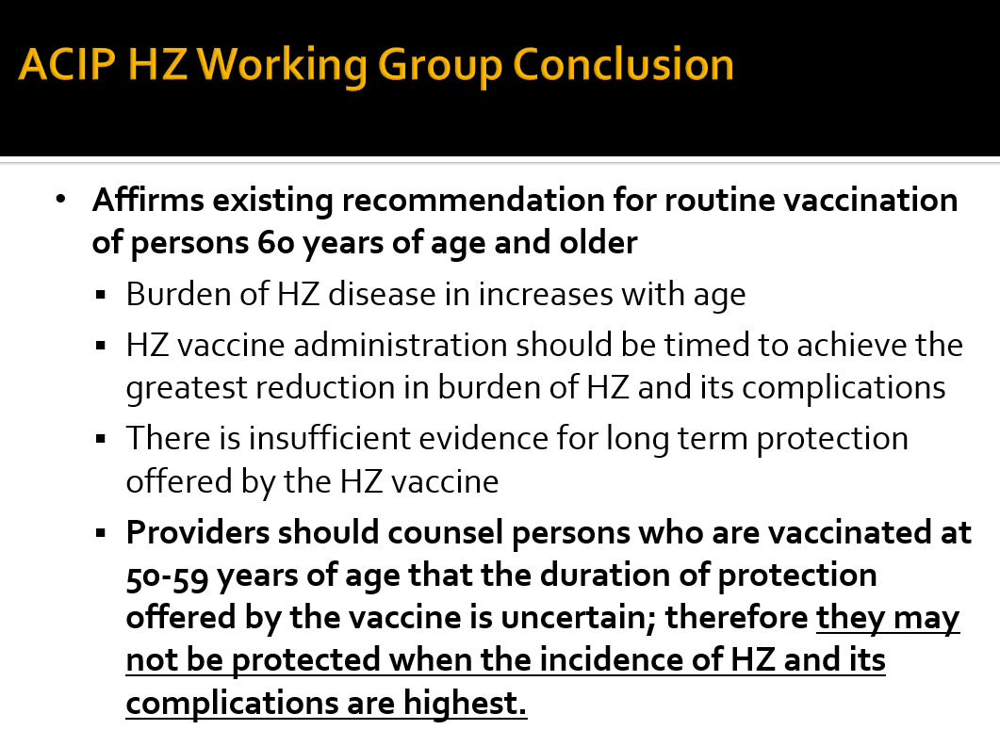 ACIP HZ Working Group Conclusion
• Affirms existing recommendation for routine vaccination
of persons 60 years of age and older
▪ Burden of HZ disease in increases with age
▪ HZ vaccine administration should be timed to achieve the
greatest reduction in burden of HZ and its complications
▪ There is insufficient evidence for long term protection
offered by the HZ vaccine
▪ Providers should counsel persons who are vaccinated at
50-59 years of age that the duration of protection
offered by the vaccine is uncertain; therefore they may
not be protected when the incidence of HZ and its
complications are highest.